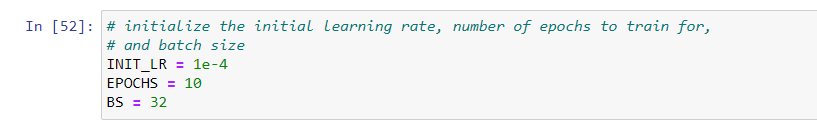 In [52]: # initialize the initial learning rate, number of epochs to train for,
# and batch size
INIT_LR = 1e-4
EPOCHS = 10
BS = 32